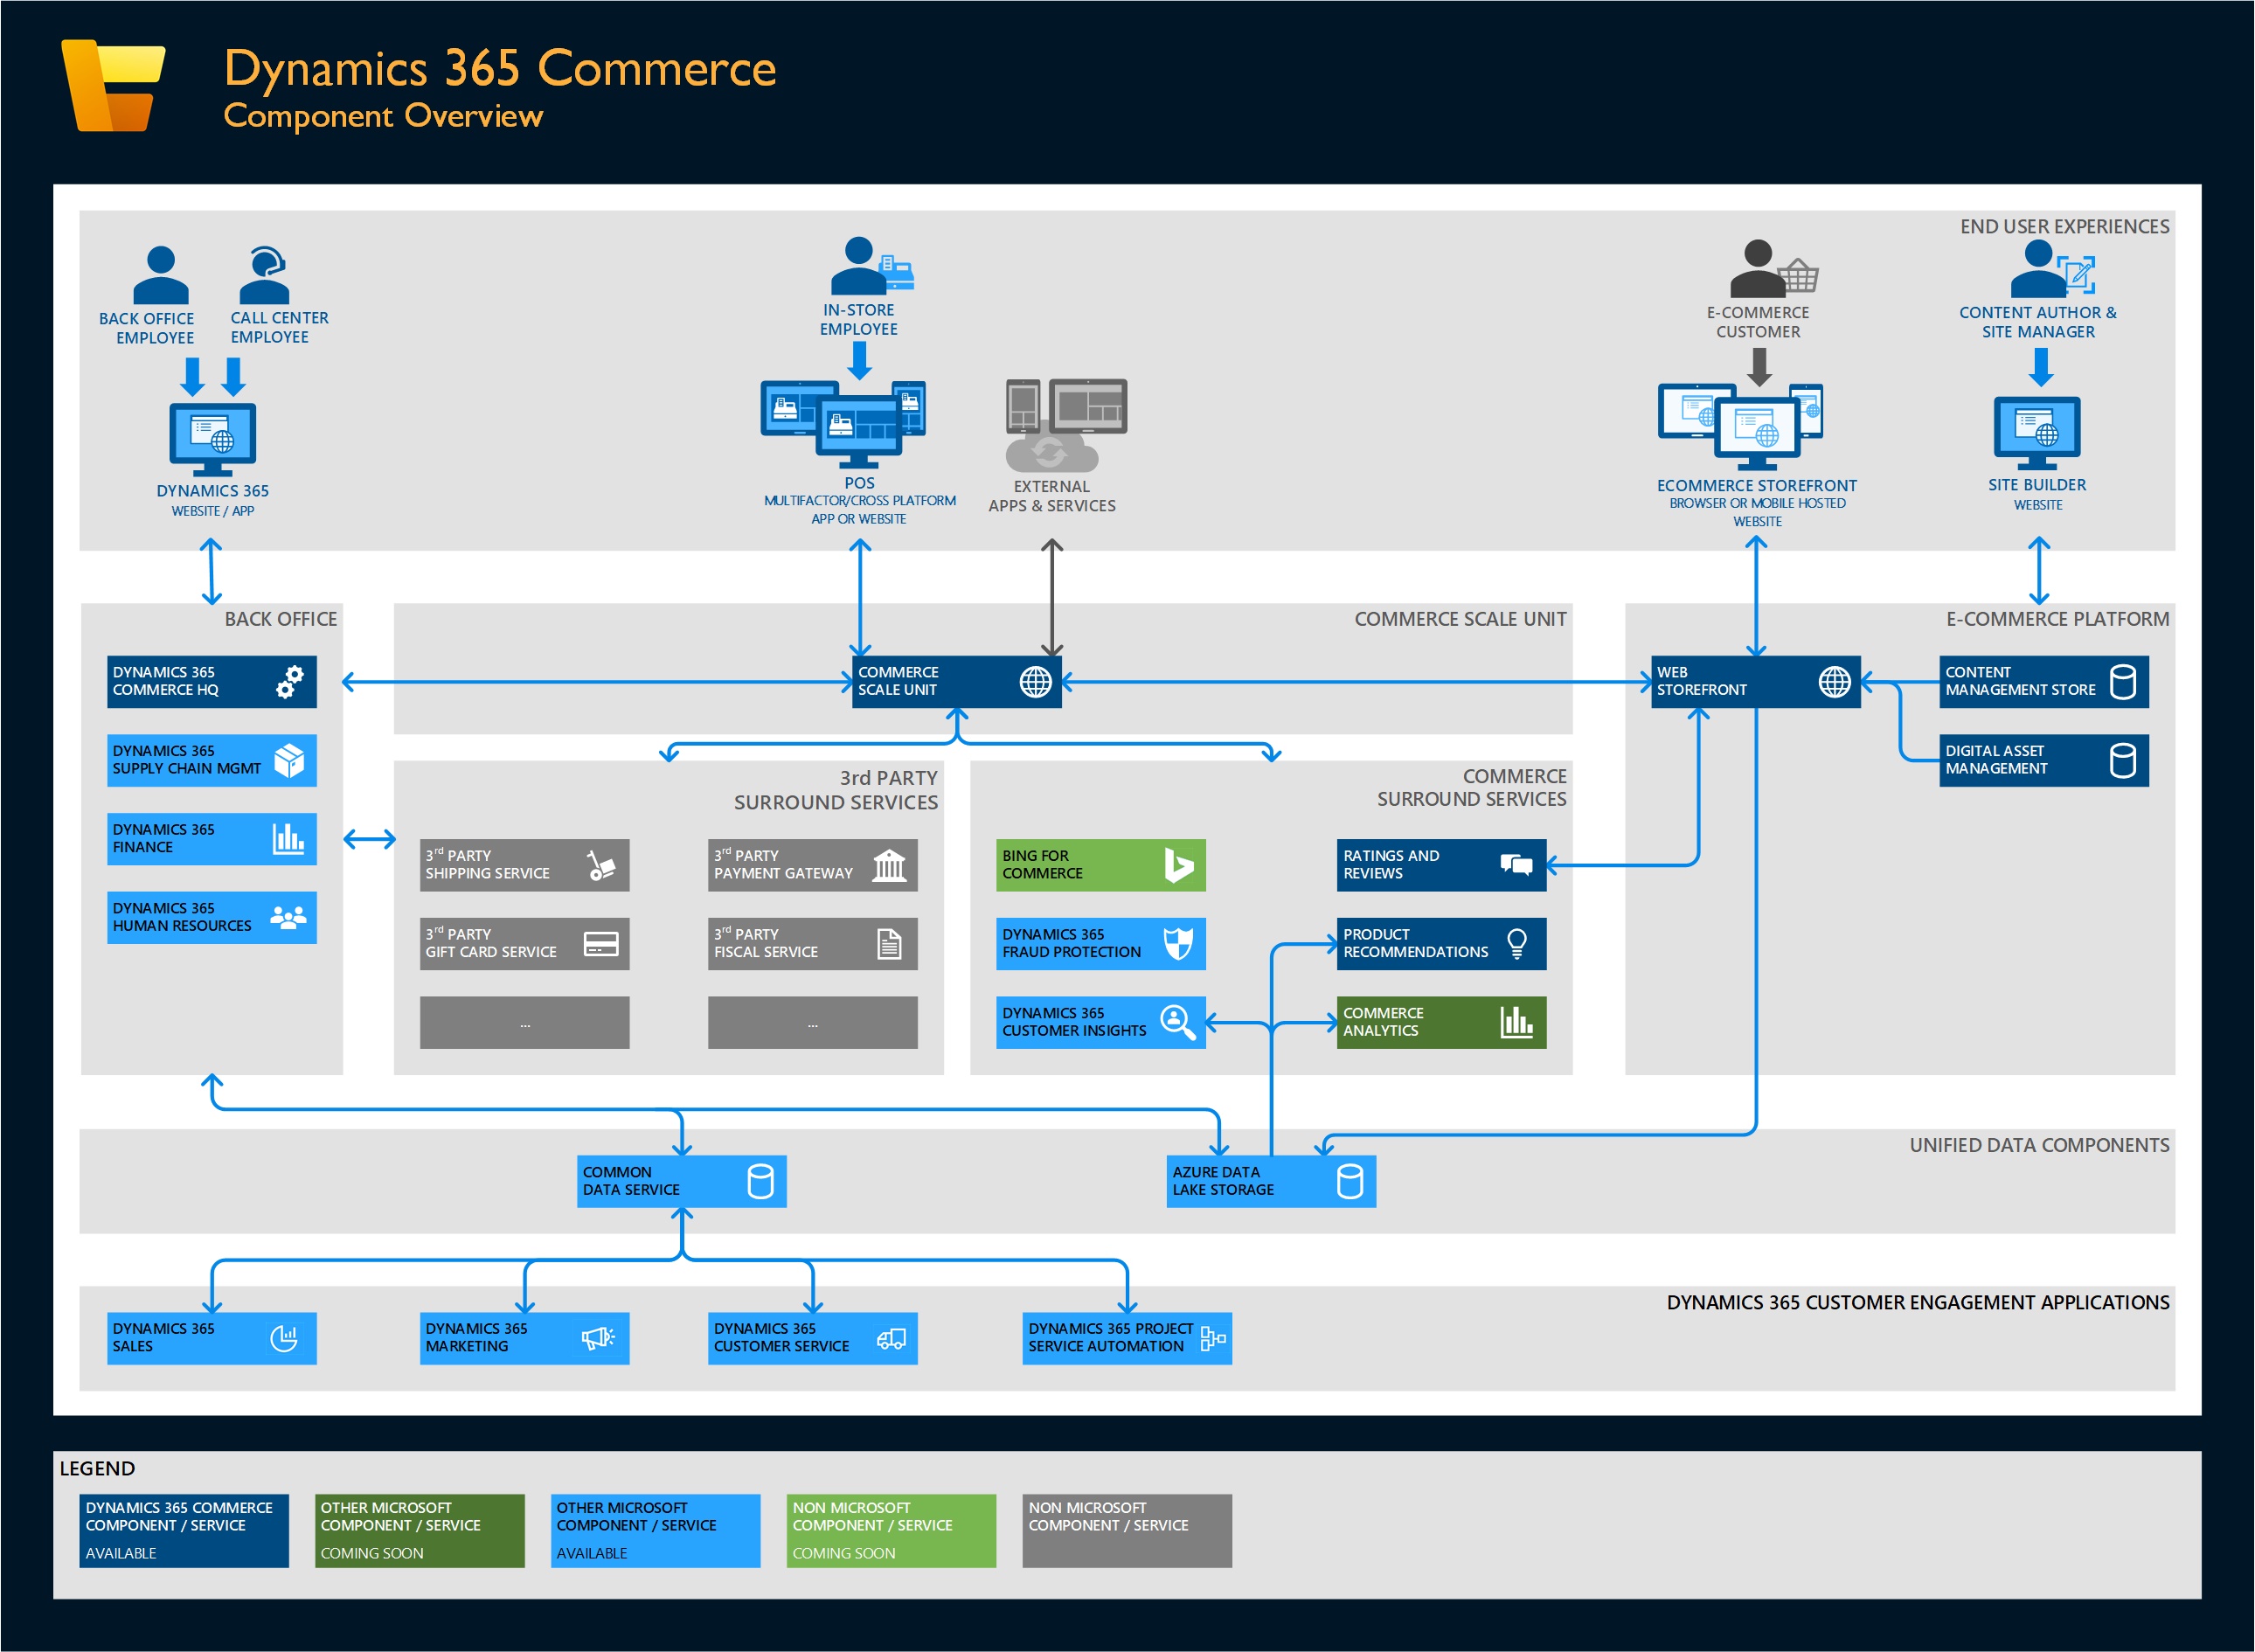 Dynamics 365 Commerce
Component Overview
END USER EXPERIENCES
BACK OFFICE
EMPLOYEE
CALL CENTER
EMPLOYEE
IN-STORE
EMPLOYEE
E-COMMERCE
CUSTOMER
CONTENT AUTHOR &
SITE MANAGER
DYNAMICS 365
WEBSITE / APP
POS
MULTIFACTOR/CROSS PLATFORM
APP OR WEBSITE
EXTERNAL
APPS & SERVICES
ECOMMERCE STOREFRONT
BROWSER OR MOBILE HOSTED
WEBSITE
SITE BUILDER
WEBSITE
BACK OFFICE
DYNAMICS 365
COMMERCE HQ
DYNAMICS 365
SUPPLY CHAIN MGMT
DYNAMICS 365
FINANCE
DYNAMICS 365
HUMAN RESOURCES
COMMERCE SCALE UNIT
COMMERCE
SCALE UNIT
E-COMMERCE PLATFORM
WEB
STOREFRONT
CONTENT
MANAGEMENT STORE
DIGITAL ASSET
MANAGEMENT
3rd PARTY
SURROUND SERVICES
3rd PARTY
SHIPPING SERVICE
3rd PARTY
PAYMENT GATEWAY
3rd PARTY
GIFT CARD SERVICE
3rd PARTY
FISCAL SERVICE
...
...
COMMERCE
SURROUND SERVICES
BING FOR
COMMERCE
RATINGS AND
REVIEWS
DYNAMICS 365
FRAUD PROTECTION
PRODUCT
RECOMMENDATIONS
DYNAMICS 365
CUSTOMER INSIGHTS
COMMERCE
ANALYTICS
UNIFIED DATA COMPONENTS
COMMON
DATA SERVICE
AZURE DATA
LAKE STORAGE
DYNAMICS 365 CUSTOMER ENGAGEMENT APPLICATIONS
DYNAMICS 365
SALES
DYNAMICS 365
MARKETING
DYNAMICS 365
CUSTOMER SERVICE
DYNAMICS 365 PROJECT
SERVICE AUTOMATION
LEGEND
DYNAMICS 365 COMMERCE
COMPONENT / SERVICE
AVAILABLE
OTHER MICROSOFT
COMPONENT / SERVICE
COMING SOON
OTHER MICROSOFT
COMPONENT / SERVICE
AVAILABLE
NON MICROSOFT
COMPONENT / SERVICE
COMING SOON
NON MICROSOFT
COMPONENT / SERVICE